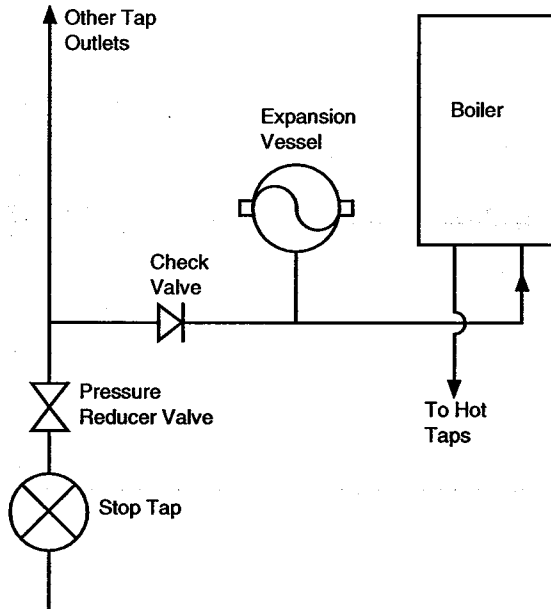 Other Tap
Outlets
Boiler
Expansion
Vessel
Check
Valve
Pressure
Reducer Valve
To Hot
Taps
Stop Tap